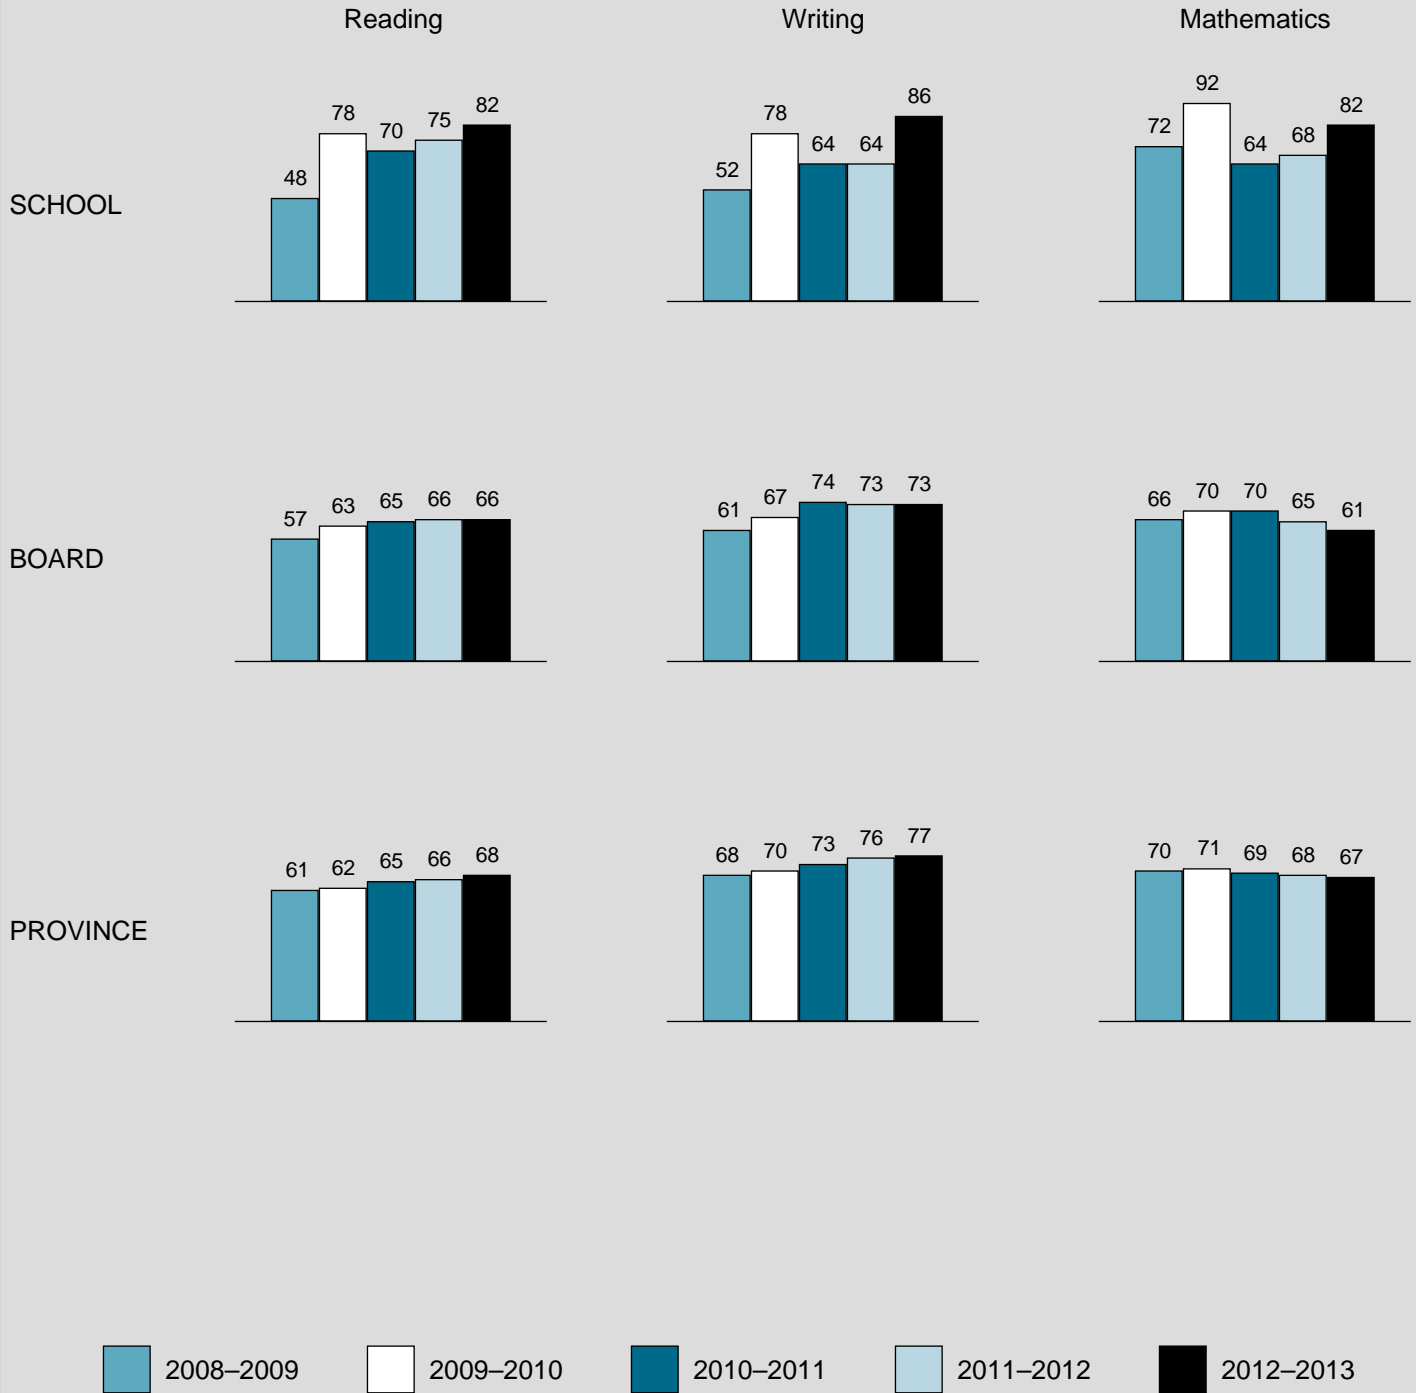 Reading Writing Mathematics
SCHOOL
48 78 70 75 82
52 78 64 64 86
72 92 64 68 82
BOARD
57 63 65 66 66
61 67 74 73 73
66 70 70 65 61
PROVINCE
61 62 65 66 68
68 70 73 76 77
70 71 69 68 67
2008–2009 2009–2010 2010–2011 2011–2012 2012–2013